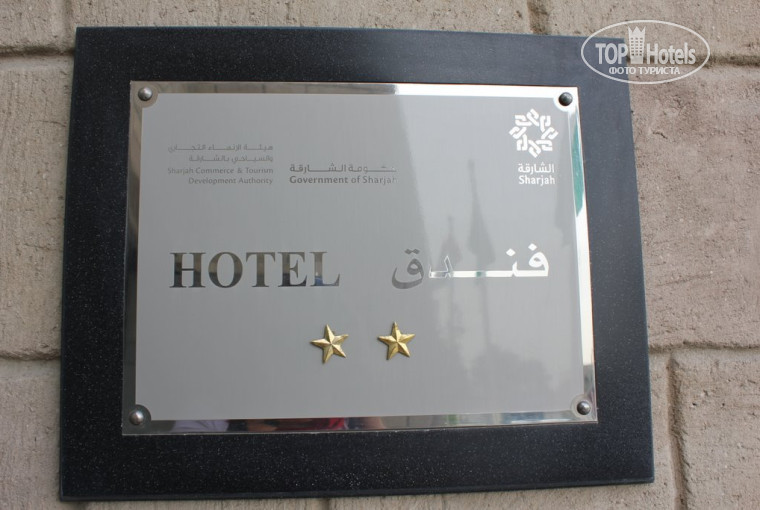 TOP Hotels
ФОТО ТУРИСТА
هيئة الإنماء التجاري
والسياحي بالشارقة
Sharjah Commerce & Tourism
Development Authority
حكومة الشارقة
Government of Sharjah
الشارقة
Sharjah
HOTEL فندق